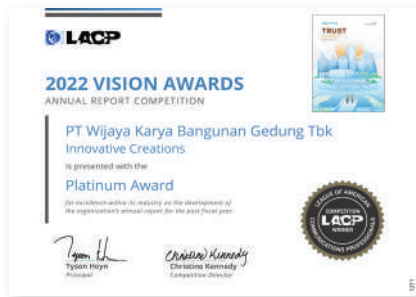 LACP
TRUST
2022 VISION AWARDS
ANNUAL REPORT COMPETITION
PT Wijaya Karya Bangunan Gedung Tbk
Innovative Creations
is presented with the
Platinum Award
for excellence within its industry on the development of
the organization's annual report for the past fiscal year.
Tyson Heyn
Principal
Christine Kennedy
Competition Director
LEAGUE OF AMERICAN
COMPETITION
LACP
WINNER
COMMUNICATIONS PROFESSIONALS